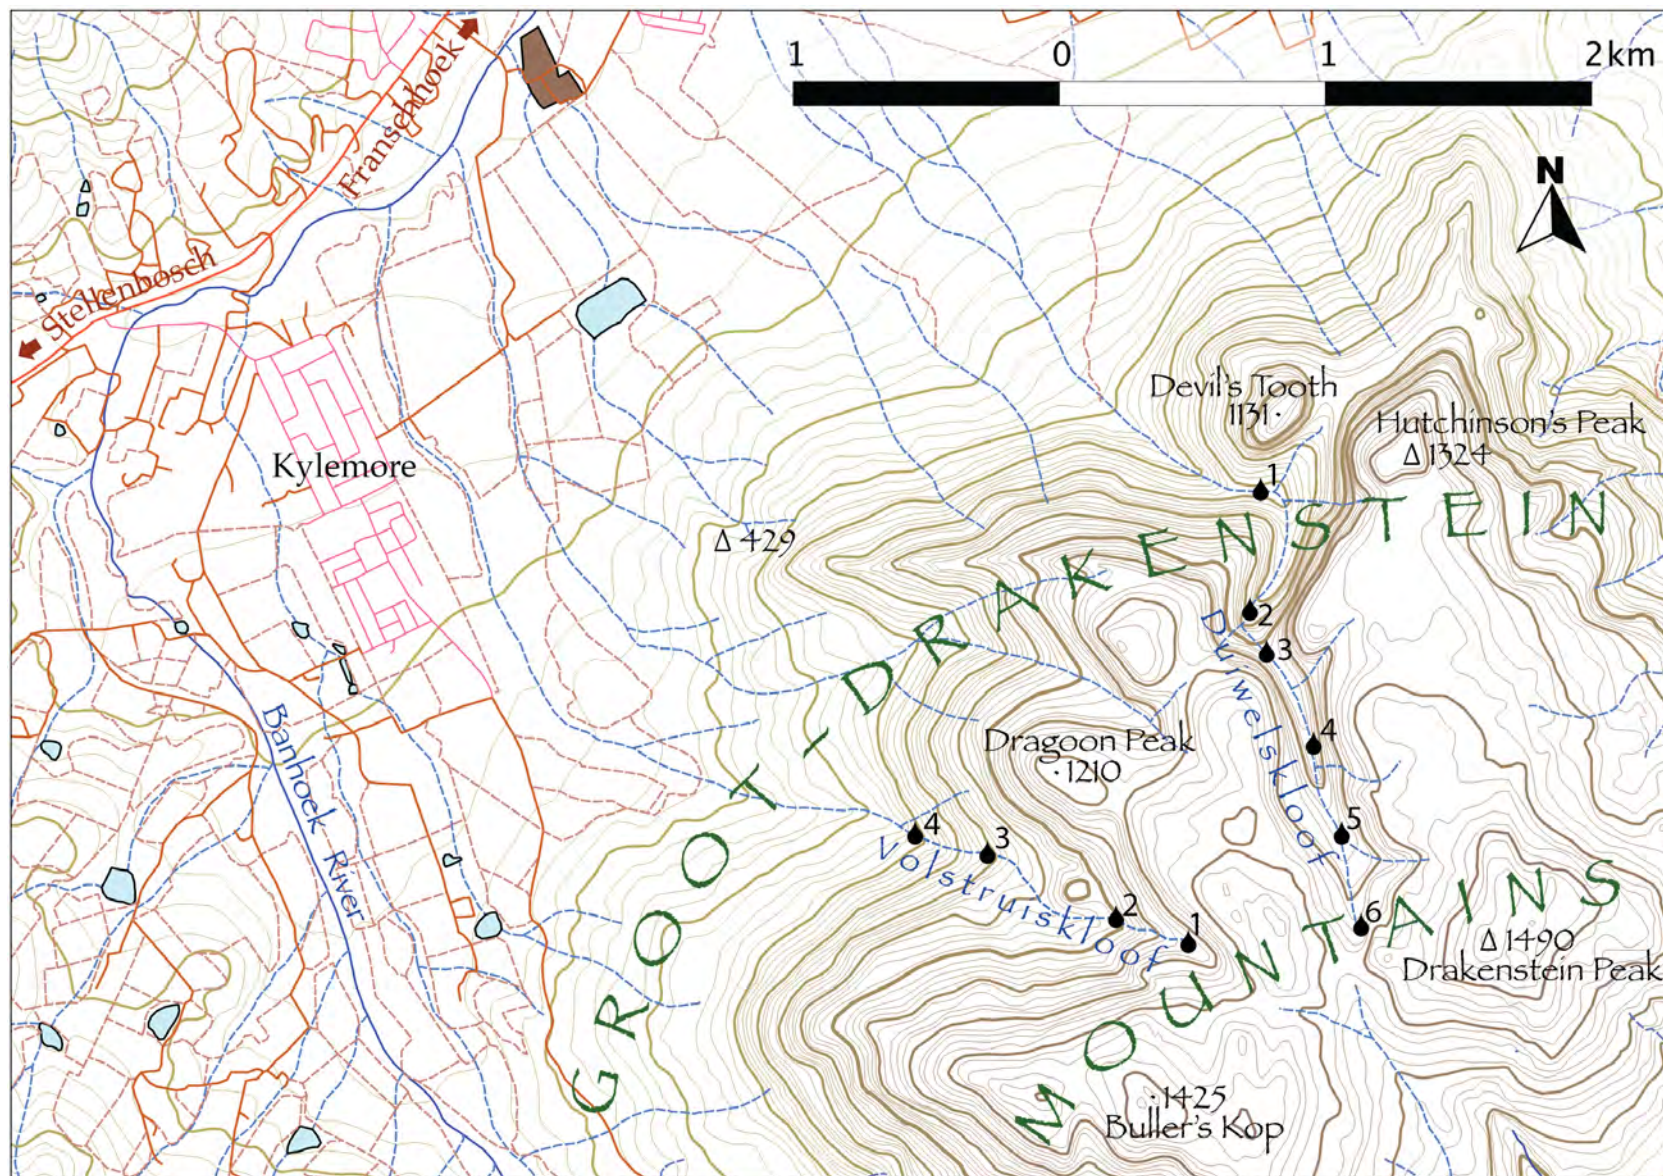 1 0 1 2 km
Franschhoek
N
Stellenbosch
Devil's Tooth
1131
Hutchinson's Peak
1324
Kylemore
1
429
GROOT-DRAKENSTEIN
2
3
Duiwelskloof
4
Dragoon Peak
1210
Banhoek River
5
4
3
Volstruiskloof
2
1
6
MOUNTAINS
1490
Drakenstein Peak
1425
Buller's Kop